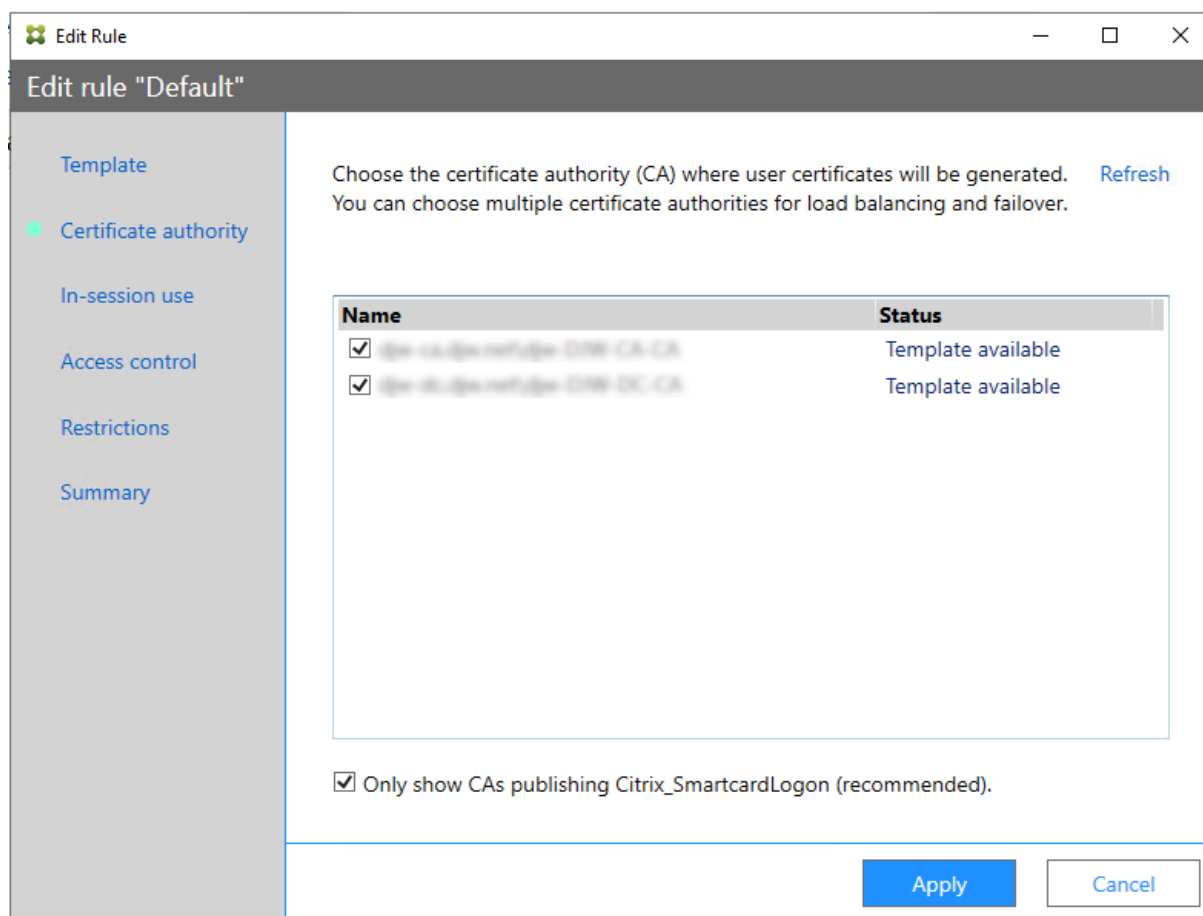 Edit Rule
Edit rule "Default"
Template
Certificate authority
In-session use
Access control
Restrictions
Summary
Choose the certificate authority (CA) where user certificates will be generated.
You can choose multiple certificate authorities for load balancing and failover.
Refresh
Name Status
Template available
Template available
Only show CAs publishing Citrix_SmartcardLogon (recommended).
Apply Cancel